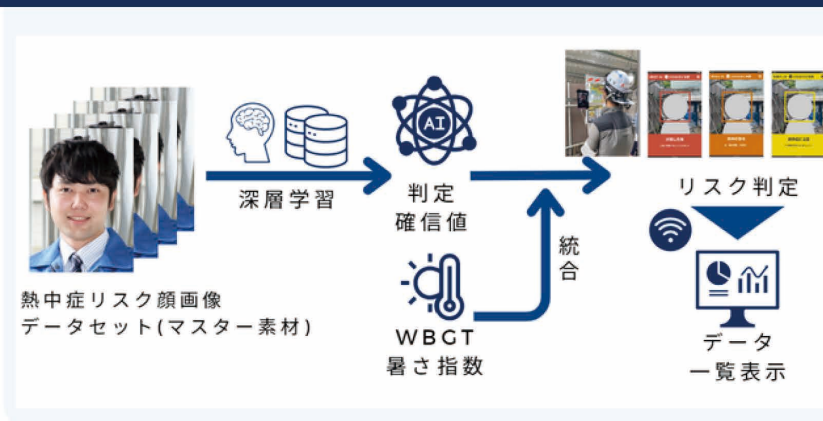 熱中症リスク顔画像
データセット(マスター素材)
深層学習
AI
判定
確信値
WBGT
暑さ指数
統合
リスク判定
データ
一覧表示